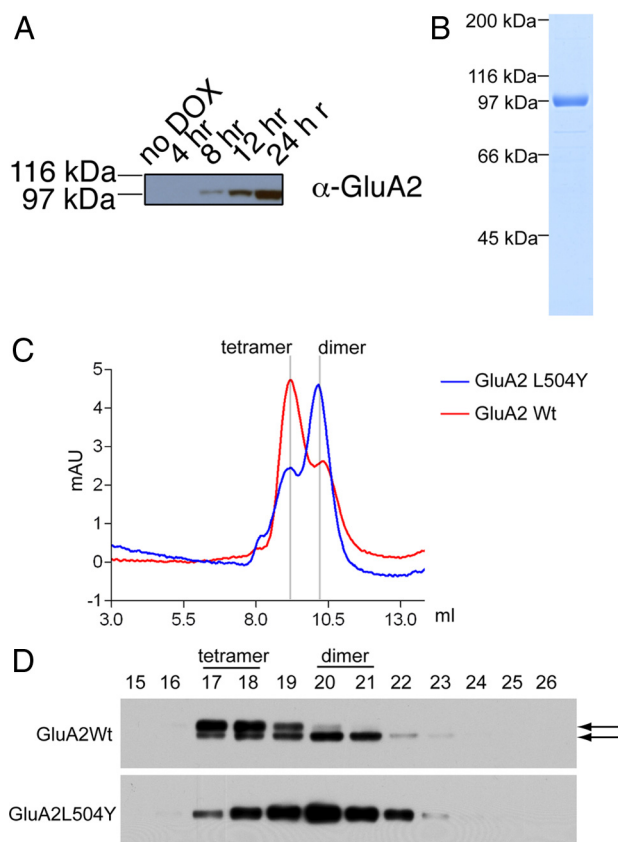 A
no DOX
4 hr
8 hr
12 hr
24 h r
116 kDa
97 kDa
α-GluA2
B
200 kDa
116 kDa
97 kDa
66 kDa
45 kDa
C
tetramer dimer
5
4
3
2
1
0
-1
mAU
3.0 5.5 8.0 10.5 13.0 ml
GluA2 L504Y
GluA2 Wt
D
tetramer dimer
15 16 17 18 19 20 21 22 23 24 25 26
GluA2Wt
GluA2L504Y